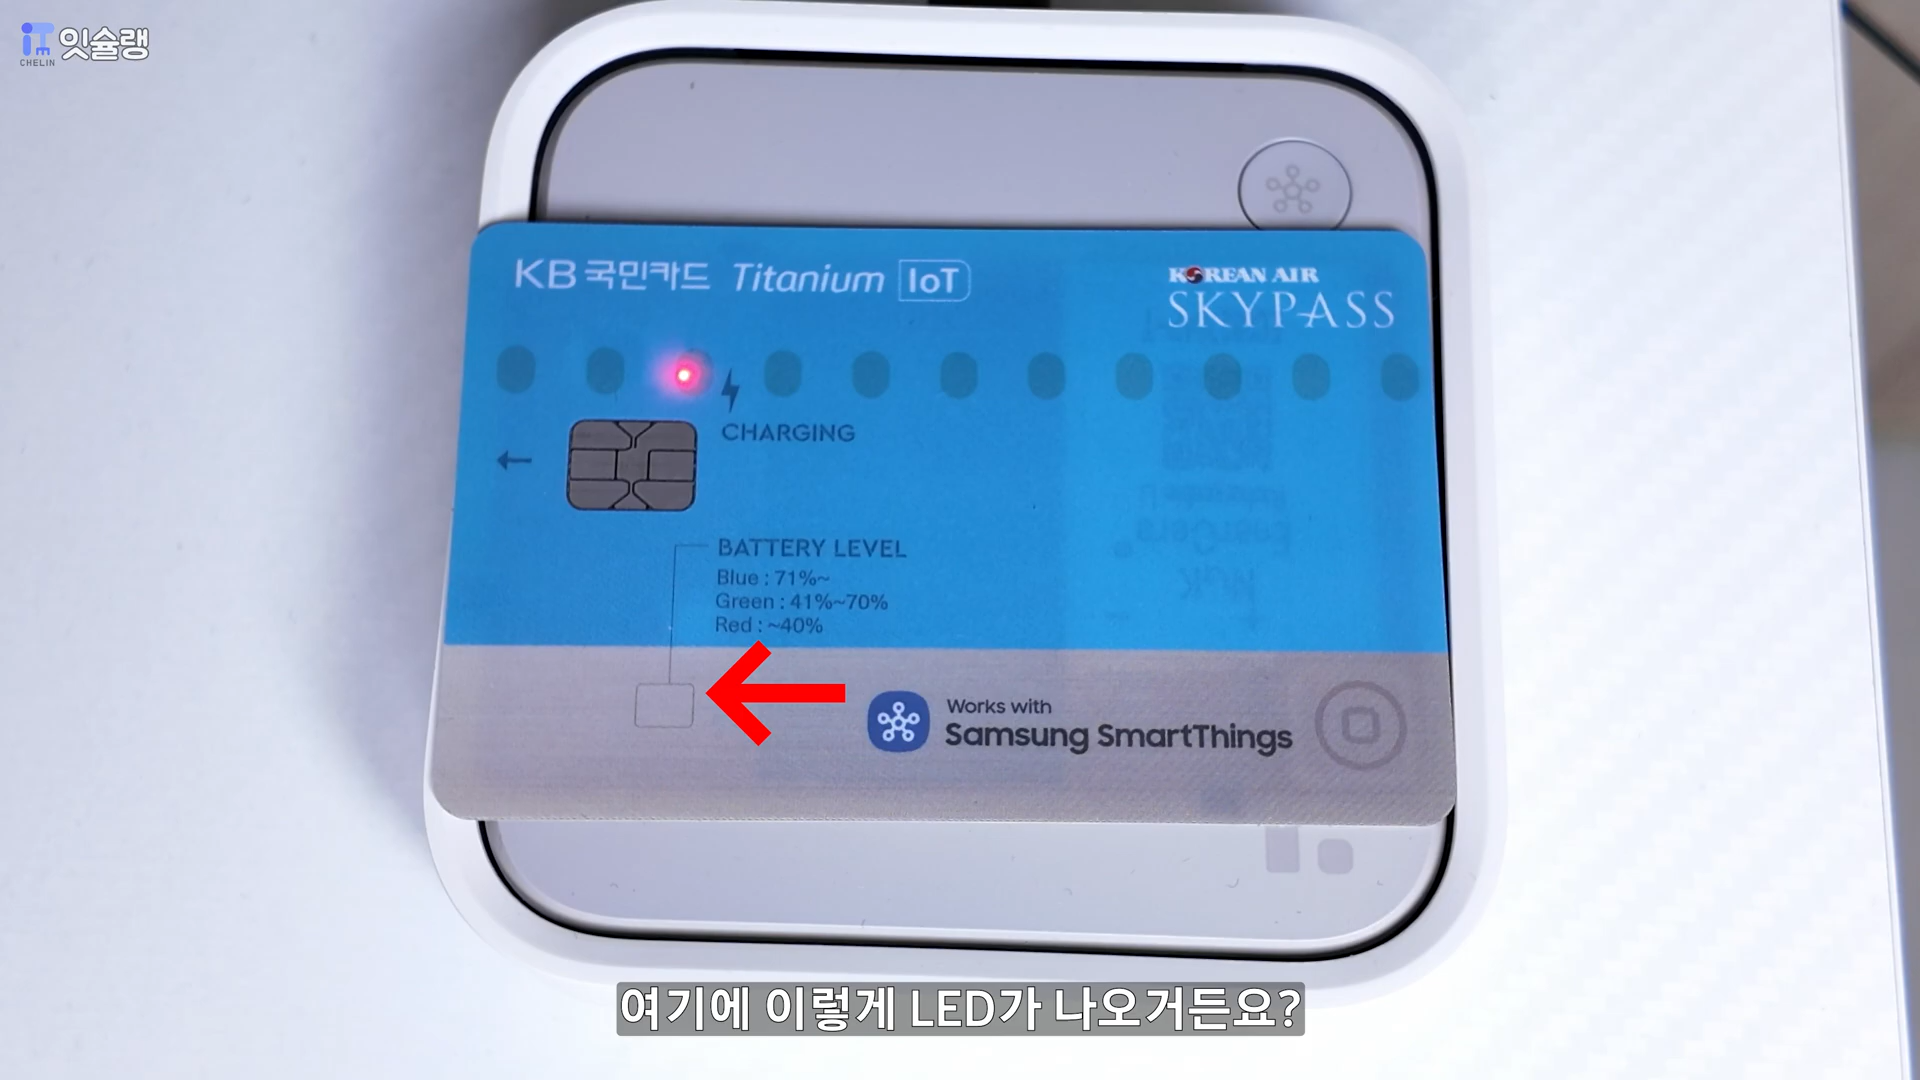 iT 잇슐랭
CHELIN
KB국민카드 Titanium IoT
KOREAN AIR
SKYPASS
CHARGING
BATTERY LEVEL
Blue : 71%~
Green : 41%~70%
Red : ~40%
Works with
Samsung SmartThings
여기에 이렇게 LED가 나오거든요?